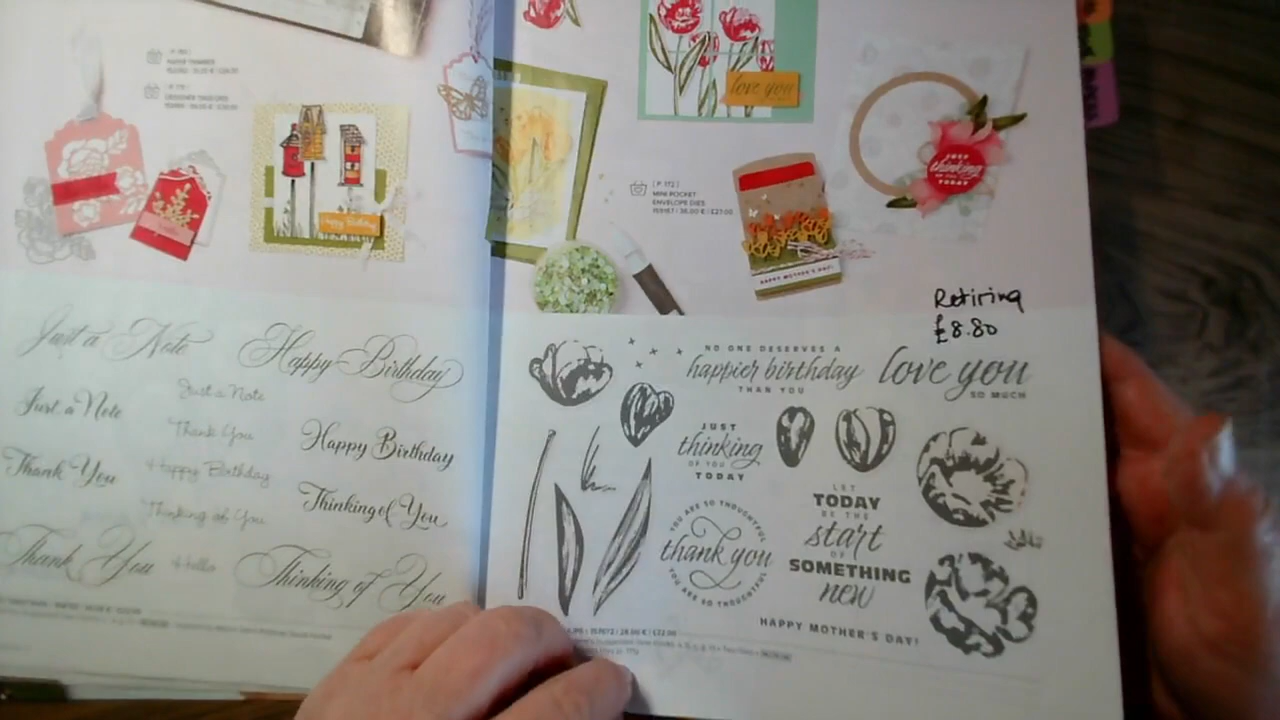 love you
JUST
thinking
OF YOU
TODAY
Happy Birthday
( P. 172 )
MINI POCKET
ENVELOPE DIES
HAPPY MOTHER'S DAY!
Retiring
£8.80
Just a Note
Happy Birthday
Just a Note
Just a Note
Thank You
Happy Birthday
Thank You
Happy Birthday
Thinking of You
Thinking of You
Thank You
Hello
Thinking of You
NO ONE DESERVES A
happier birthday
THAN YOU
love you
SO MUCH
JUST
thinking
OF YOU
TODAY
YOU ARE SO THOUGHTFUL
thank you
YOU ARE SO THOUGHTFUL
LET
TODAY
BE THE
start
OF
SOMETHING
new
HAPPY MOTHER'S DAY!